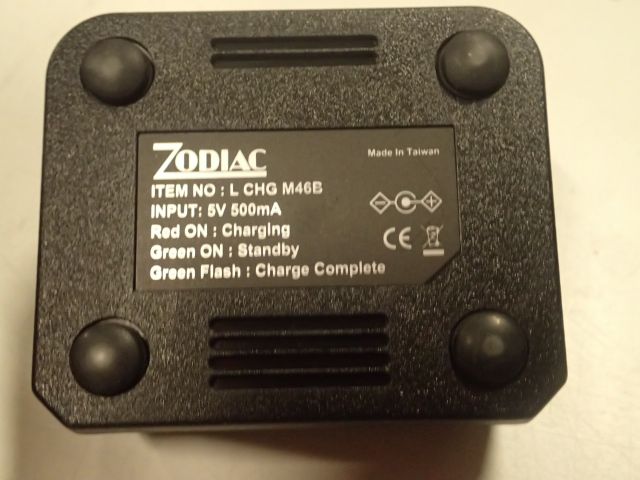 ZODIAC
Made In Taiwan
ITEM NO : L CHG M46B
INPUT: 5V 500mA
Red ON : Charging
Green ON : Standby
Green Flash : Charge Complete
CE